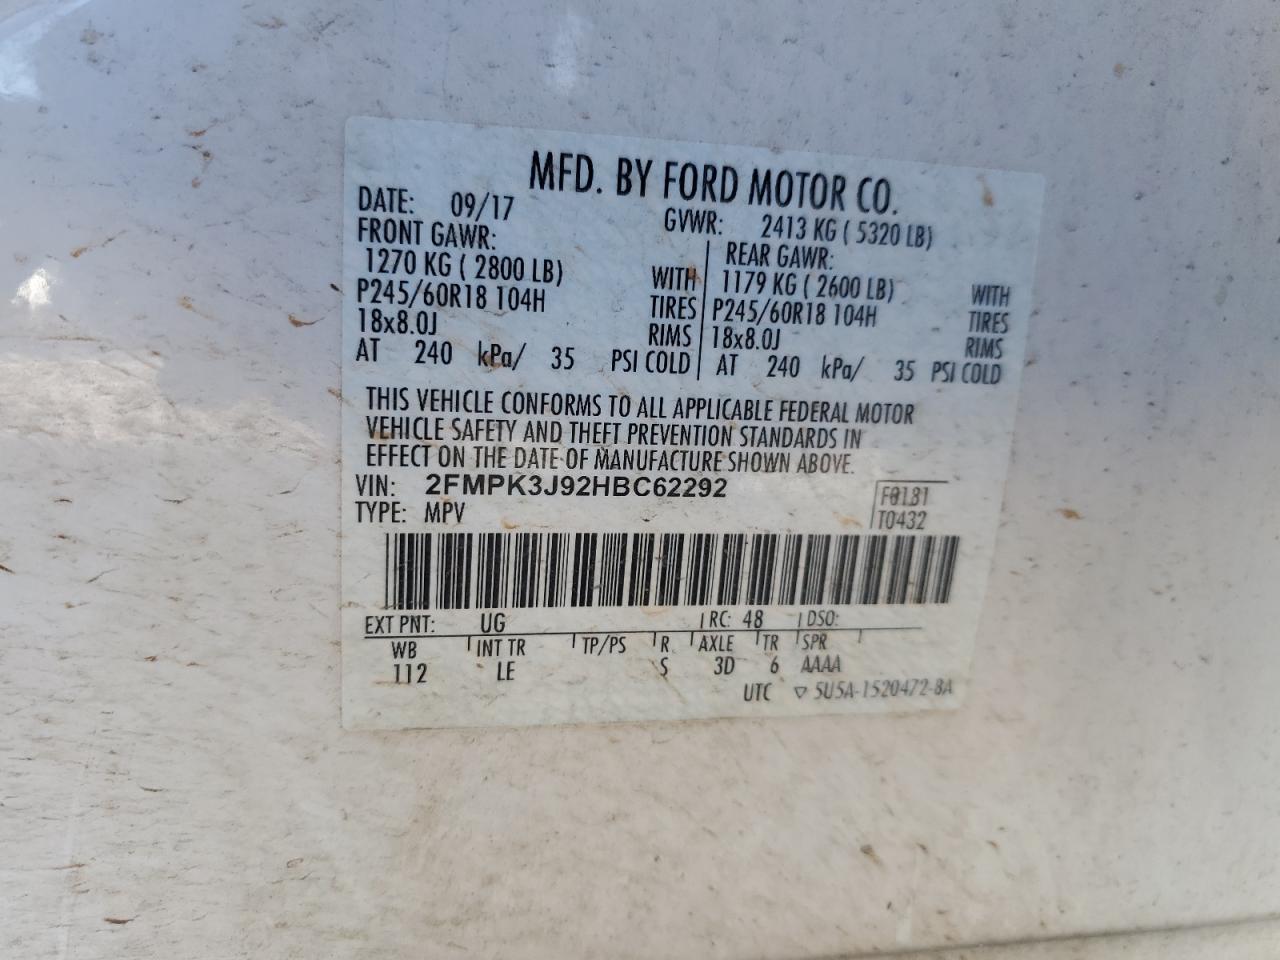 MFD. BY FORD MOTOR CO.
DATE: 09/17 GVWR: 2413 KG ( 5320 LB)
FRONT GAWR: REAR GAWR:
1270 KG ( 2800 LB) WITH 1179 KG ( 2600 LB) WITH
P245/60R18 104H TIRES P245/60R18 104H TIRES
18x8.0J RIMS 18x8.0J RIMS
AT 240 kPa/ 35 PSI COLD AT 240 kPa/ 35 PSI COLD
THIS VEHICLE CONFORMS TO ALL APPLICABLE FEDERAL MOTOR
VEHICLE SAFETY AND THEFT PREVENTION STANDARDS IN
EFFECT ON THE DATE OF MANUFACTURE SHOWN ABOVE.
VIN: 2FMPK3J92HBC62292 F0181
TYPE: MPV T0432
EXT PNT: UG RC: 48 DSO:
WB INT TR TP/PS R AXLE TR SPR
112 LE S 3D 6 AAAA
UTC ▽ 5U5A-1520472-BA